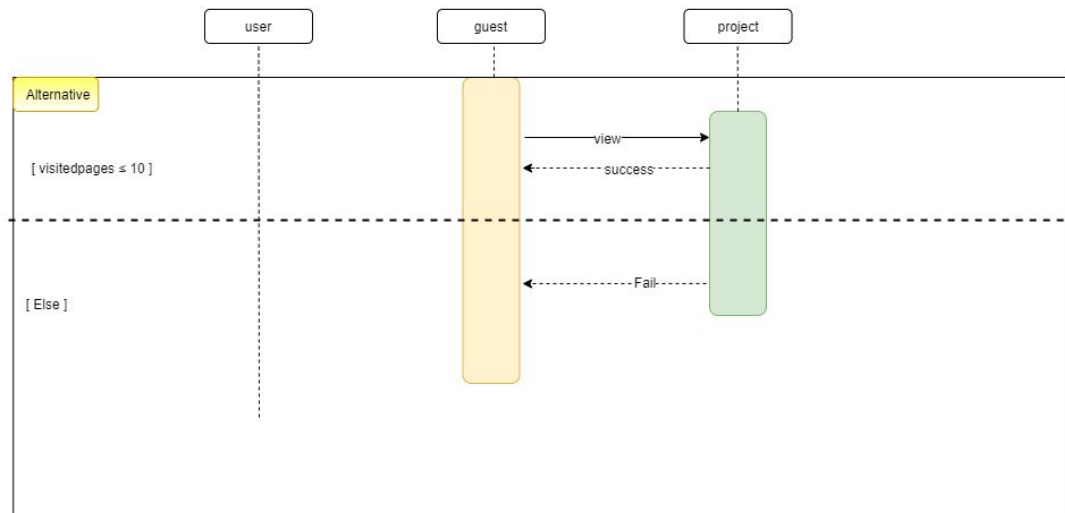 user
guest
project
Alternative
view
[ visitedpages ≤ 10 ]
success
Fail
[ Else ]